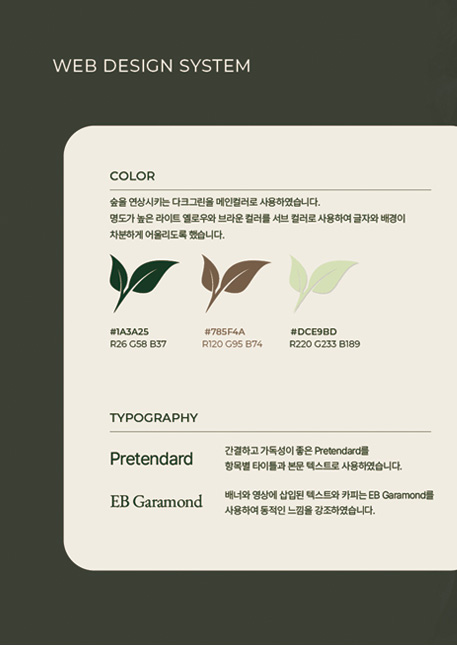 WEB DESIGN SYSTEM
COLOR
숲을 연상시키는 다크그린을 메인컬러로 사용하였습니다.
명도가 높은 라이트 옐로우와 브라운 컬러를 서브 컬러로 사용하여 글자와 배경이
차분하게 어울리도록 했습니다.
#1A3A25 #785F4A #DCE9BD
R26 G58 B37 R120 G95 B74 R220 G233 B189
TYPOGRAPHY
Pretendard
간결하고 가독성이 좋은 Pretendard를
항목별 타이틀과 본문 텍스트로 사용하였습니다.
EB Garamond
배너와 영상에 삽입된 텍스트와 카피는 EB Garamond를
사용하여 동적인 느낌을 강조하였습니다.